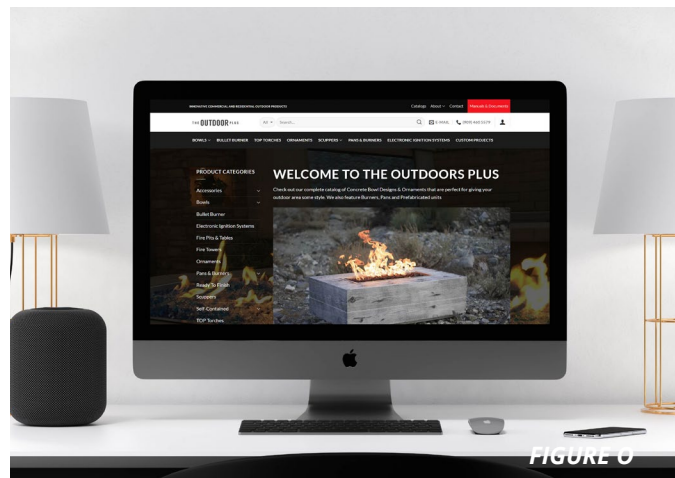 INNOVATIVE COMMERCIAL AND RESIDENTIAL OUTDOOR PRODUCTS
Catalogs About Contact Manuals & Documents
THE OUTDOOR PLUS All Search... E-MAIL (909) 460 5579
BOWLS BULLET BURNER TOP TORCHES ORNAMENTS SCUPPERS PANS & BURNERS ELECTRONIC IGNITION SYSTEMS CUSTOM PROJECTS
PRODUCT CATEGORIES
Accessories
Bowls
Bullet Burner
Electronic Ignition Systems
Fire Pits & Tables
Fire Towers
Ornaments
Pans & Burners
Ready To Finish
Scuppers
Self-Contained
TOP Torches
WELCOME TO THE OUTDOORS PLUS
Check out our complete catalog of Concrete Bowl Designs & Ornaments that are perfect for giving your
outdoor area some style. We also feature Burners, Pans and Prefabricated units
FIGURE O